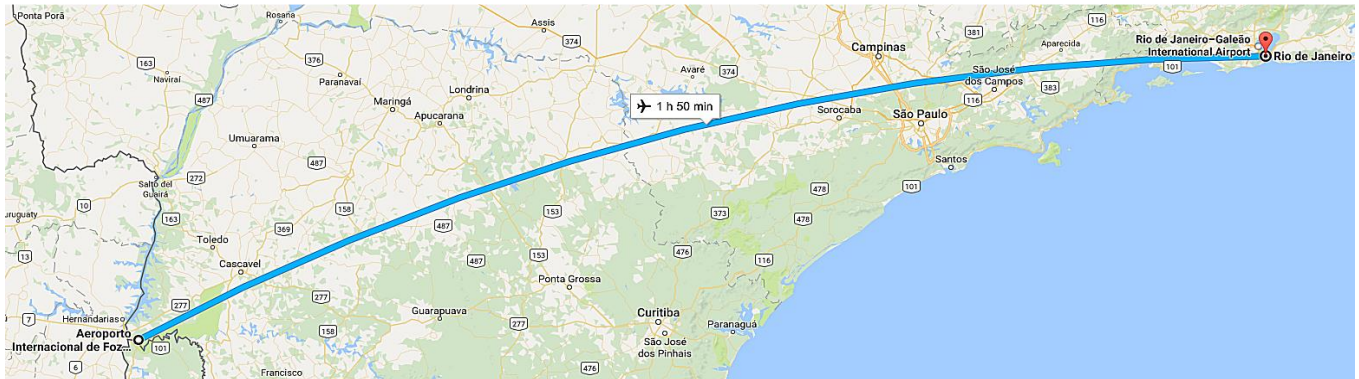 Ponta Porã
Rosana
Assis
374
116
Campinas
381
Aparecida
Rio de Janeiro–Galeão
International Airport
Rio de Janeiro
376
163
Naviraí
Paranavaí
Avaré
374
São José
dos Campos
101
487
Londrina
Maringá
Apucarana
1 h 50 min
Sorocaba
116
383
São Paulo
Umuarama
487
Santos
Salto del
Guairá
272
478
101
uruguay
10
163
158
153
373
478
369
487
Toledo
13
476
116
Cascavel
487
153
Ponta Grossa
277
277
Hernandarias
Guarapuava
Curitiba
Paranaguá
7
277
158
Aeroporto
Internacional de Foz...
101
São José
dos Pinhais
6
Francisco
476